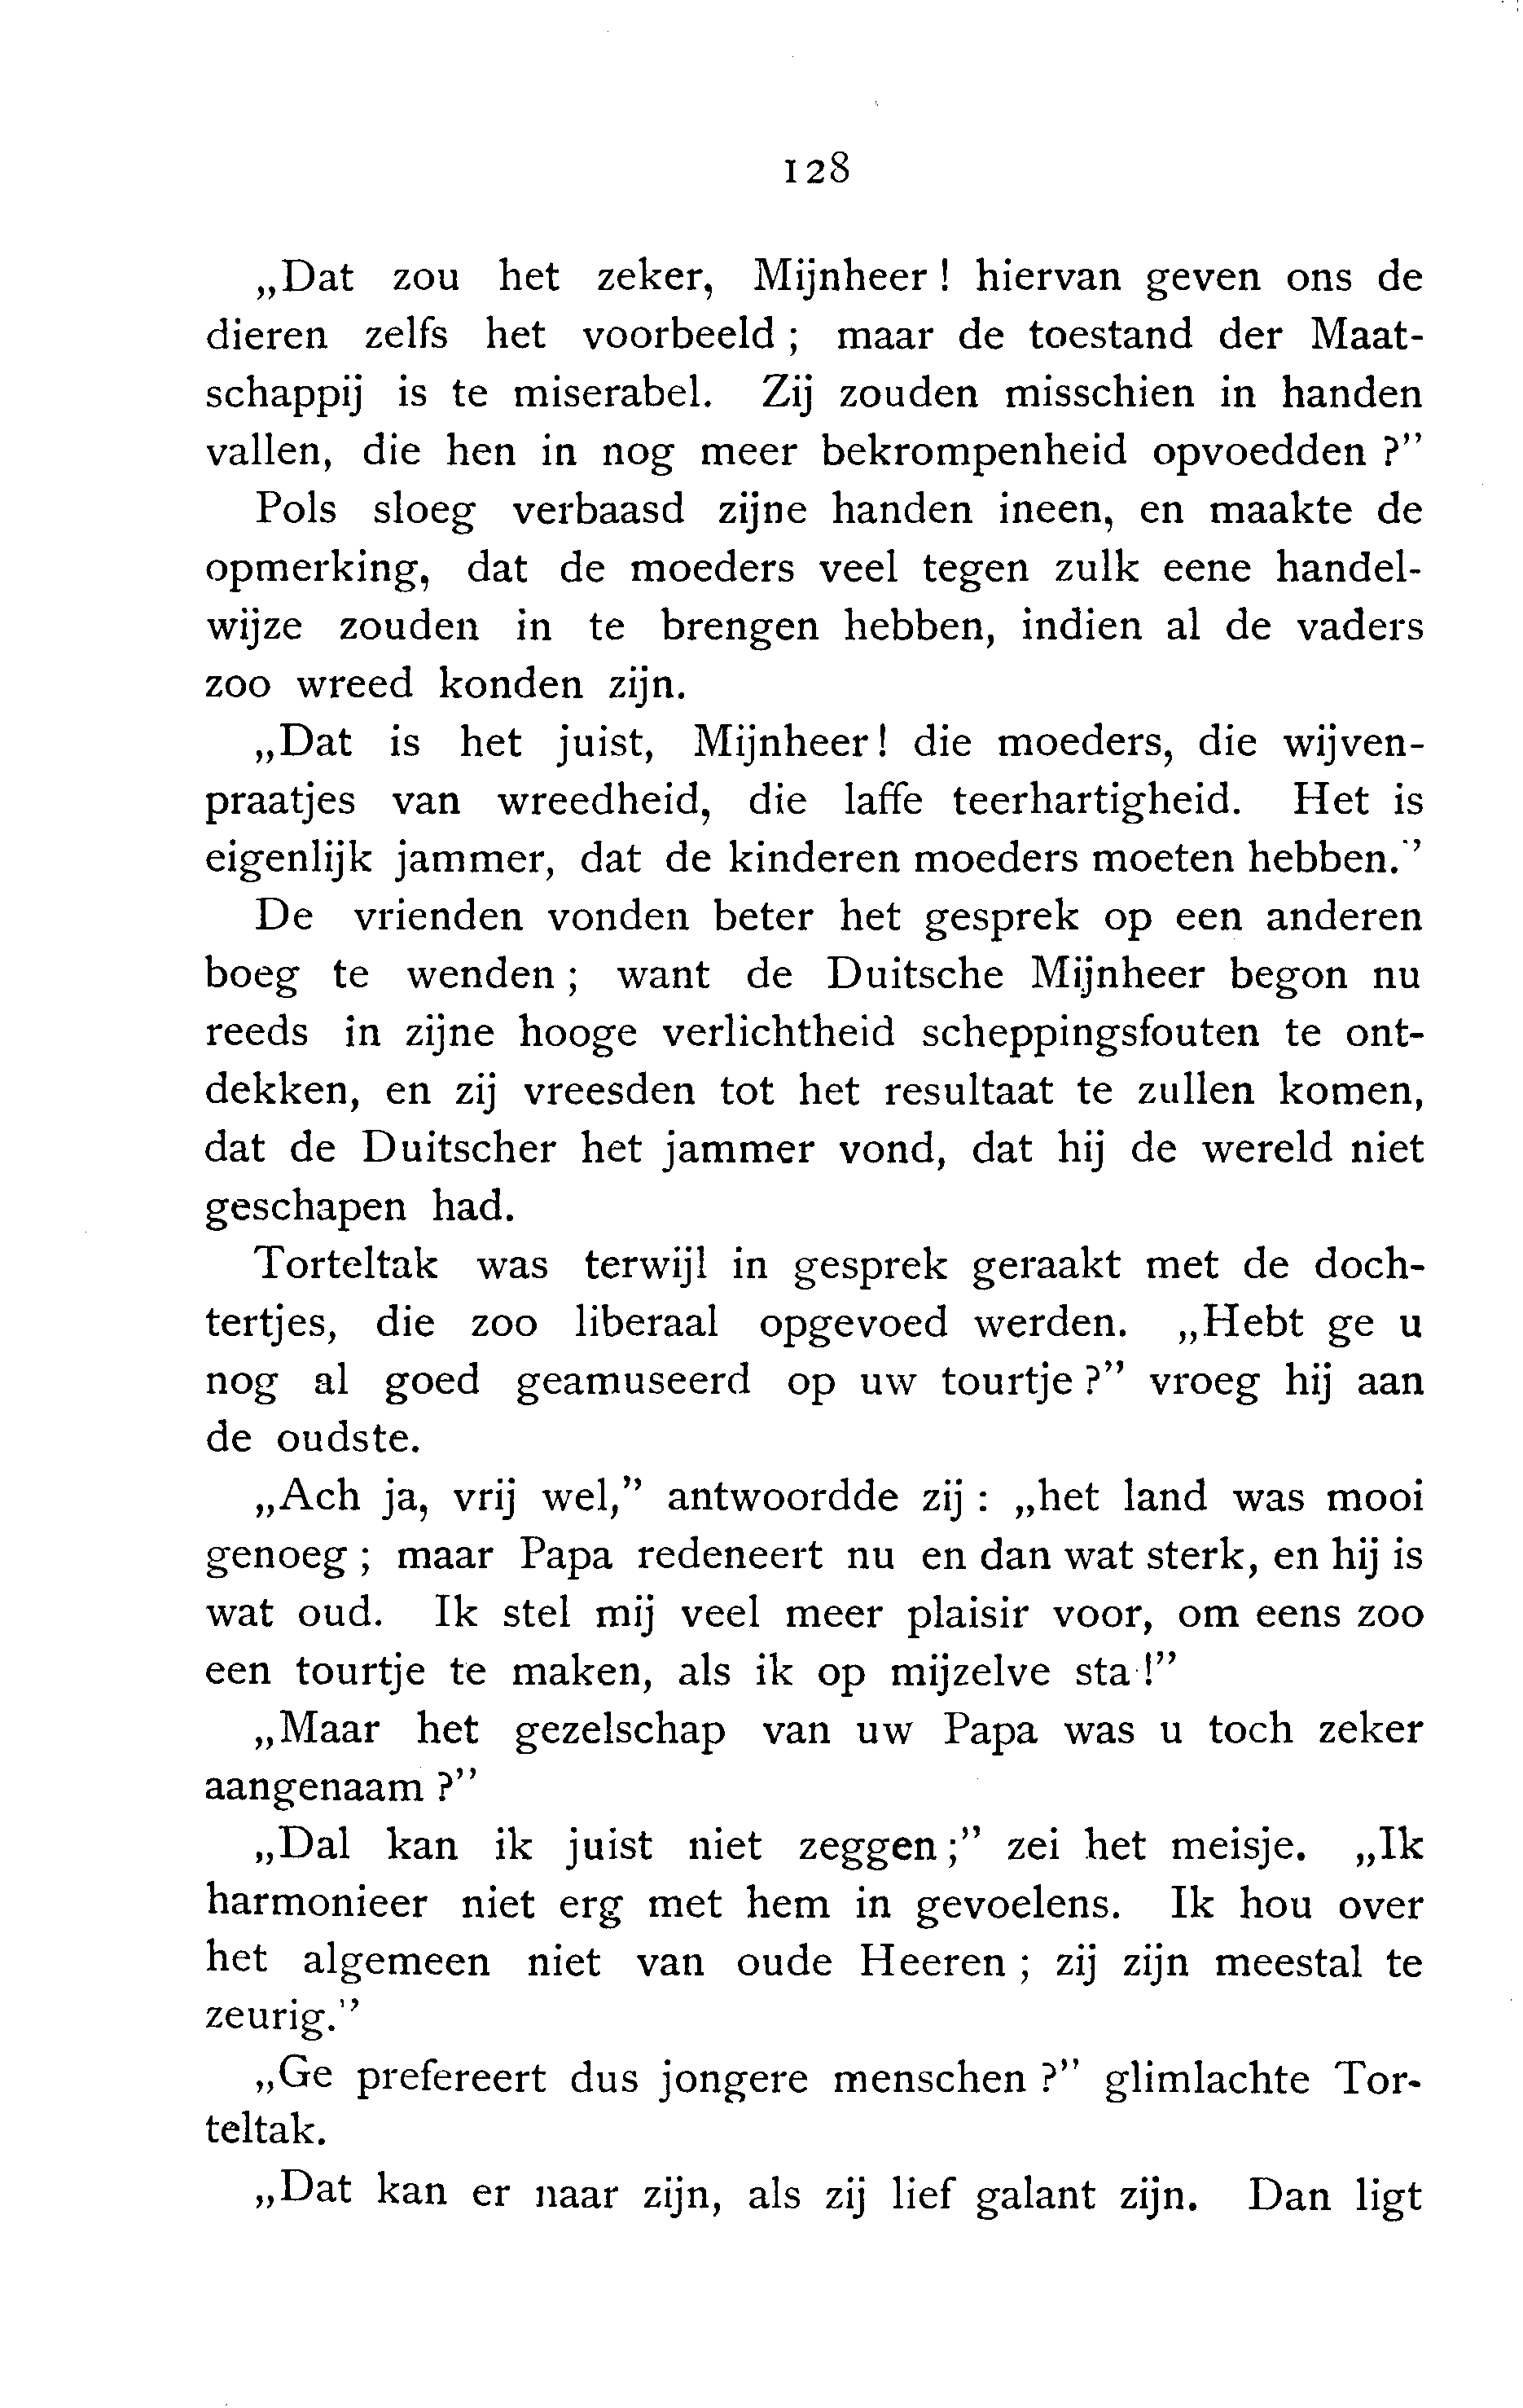 128
„Dat zou het zeker, Mijnheer! hiervan geven ons de
dieren zelfs het voorbeeld; maar de toestand der Maat-
schappij is te miserabel. Zij zouden misschien in handen
vallen, die hen in nog meer bekrompenheid opvoedden?”
Pols sloeg verbaasd zijne handen ineen, en maakte de
opmerking, dat de moeders veel tegen zulk eene handel-
wijze zouden in te brengen hebben, indien al de vaders
zoo wreed konden zijn.
„Dat is het juist, Mijnheer! die moeders, die wijven-
praatjes van wreedheid, die laffe teerhartigheid. Het is
eigenlijk jammer, dat de kinderen moeders moeten hebben.”
De vrienden vonden beter het gesprek op een anderen
boeg te wenden; want de Duitsche Mijnheer begon nu
reeds in zijne hooge verlichtheid scheppingsfouten te ont-
dekken, en zij vreesden tot het resultaat te zullen komen,
dat de Duitscher het jammer vond, dat hij de wereld niet
geschapen had.
Torteltak was terwijl in gesprek geraakt met de doch-
tertjes, die zoo liberaal opgevoed werden. „Hebt ge u
nog al goed geamuseerd op uw tourtje?” vroeg hij aan
de oudste.
„Ach ja, vrij wel,” antwoordde zij: „het land was mooi
genoeg; maar Papa redeneert nu en dan wat sterk, en hij is
wat oud. Ik stel mij veel meer plaisir voor, om eens zoo
een tourtje te maken, als ik op mijzelve sta!”
„Maar het gezelschap van uw Papa was u toch zeker
aangenaam?”
„Dal kan ik juist niet zeggen;” zei het meisje. „Ik
harmonieer niet erg met hem in gevoelens. Ik hou over
het algemeen niet van oude Heeren; zij zijn meestal te
zeurig.”
„Ge prefereert dus jongere menschen?” glimlachte Tor-
teltak.
„Dat kan er naar zijn, als zij lief galant zijn. Dan ligt